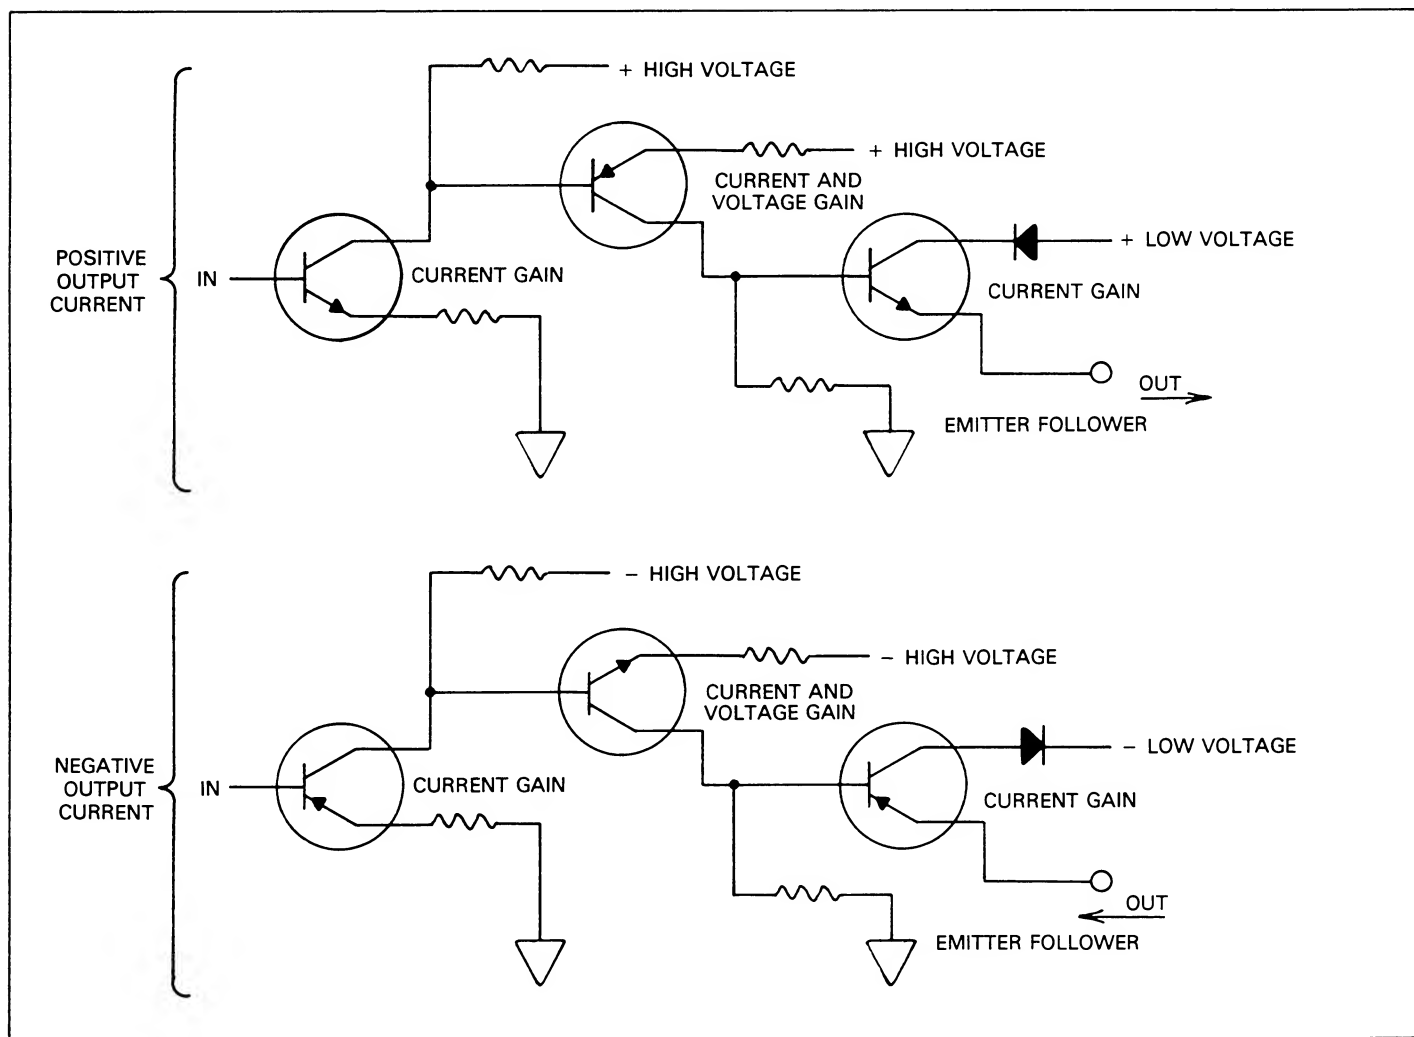 + HIGH VOLTAGE
+ HIGH VOLTAGE
CURRENT AND
VOLTAGE GAIN
+ LOW VOLTAGE
POSITIVE
OUTPUT
CURRENT
IN
CURRENT GAIN
CURRENT GAIN
OUT
EMITTER FOLLOWER
− HIGH VOLTAGE
− HIGH VOLTAGE
CURRENT AND
VOLTAGE GAIN
− LOW VOLTAGE
NEGATIVE
OUTPUT
CURRENT
IN
CURRENT GAIN
CURRENT GAIN
OUT
EMITTER FOLLOWER